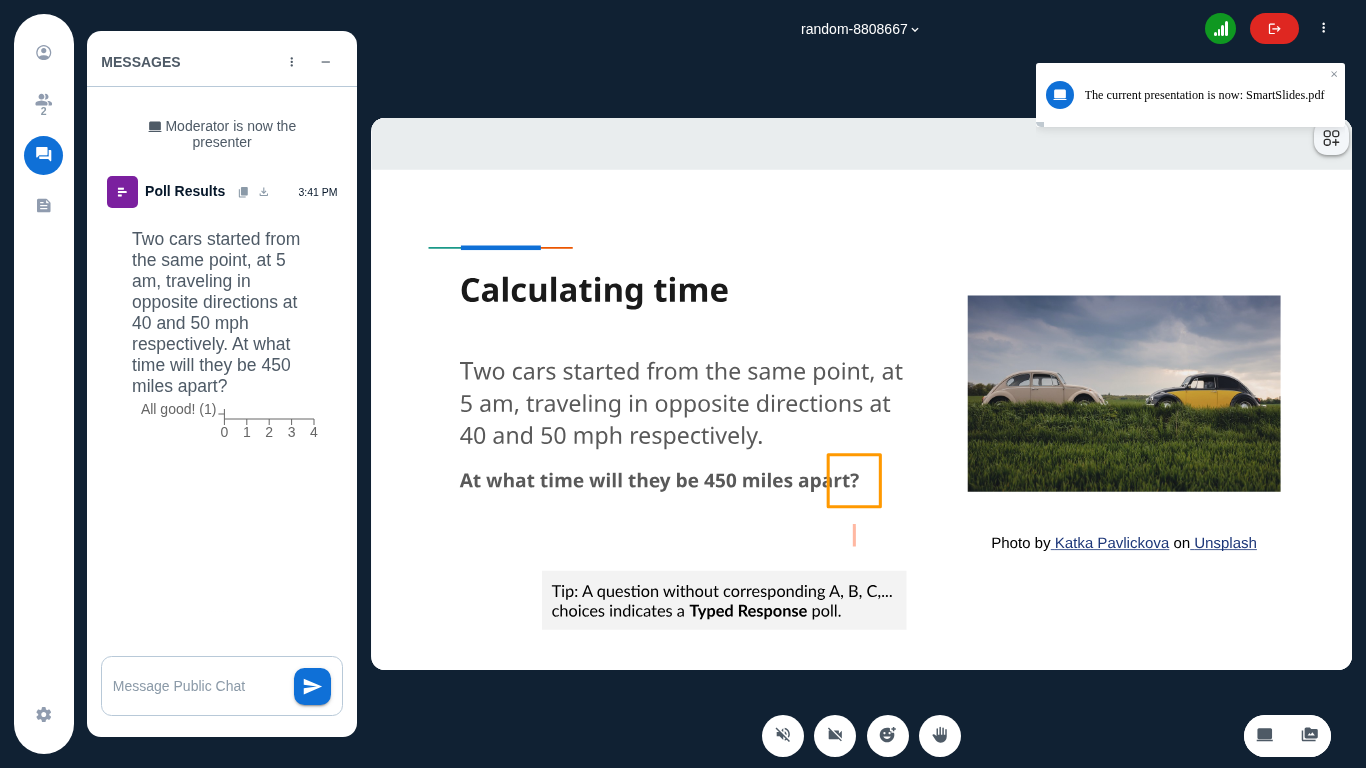 random-8808667
The current presentation is now: SmartSlides.pdf
2
MESSAGES
Moderator is now the
presenter
Poll Results
3:41 PM
Two cars started from
the same point, at 5
am, traveling in
opposite directions at
40 and 50 mph
respectively. At what
time will they be 450
miles apart?
All good! (1)
0 1 2 3 4
Message Public Chat
Calculating time
Two cars started from the same point, at
5 am, traveling in opposite directions at
40 and 50 mph respectively.
At what time will they be 450 miles apart?
Tip: A question without corresponding A, B, C,...
choices indicates a Typed Response poll.
Photo by Katka Pavlickova on Unsplash